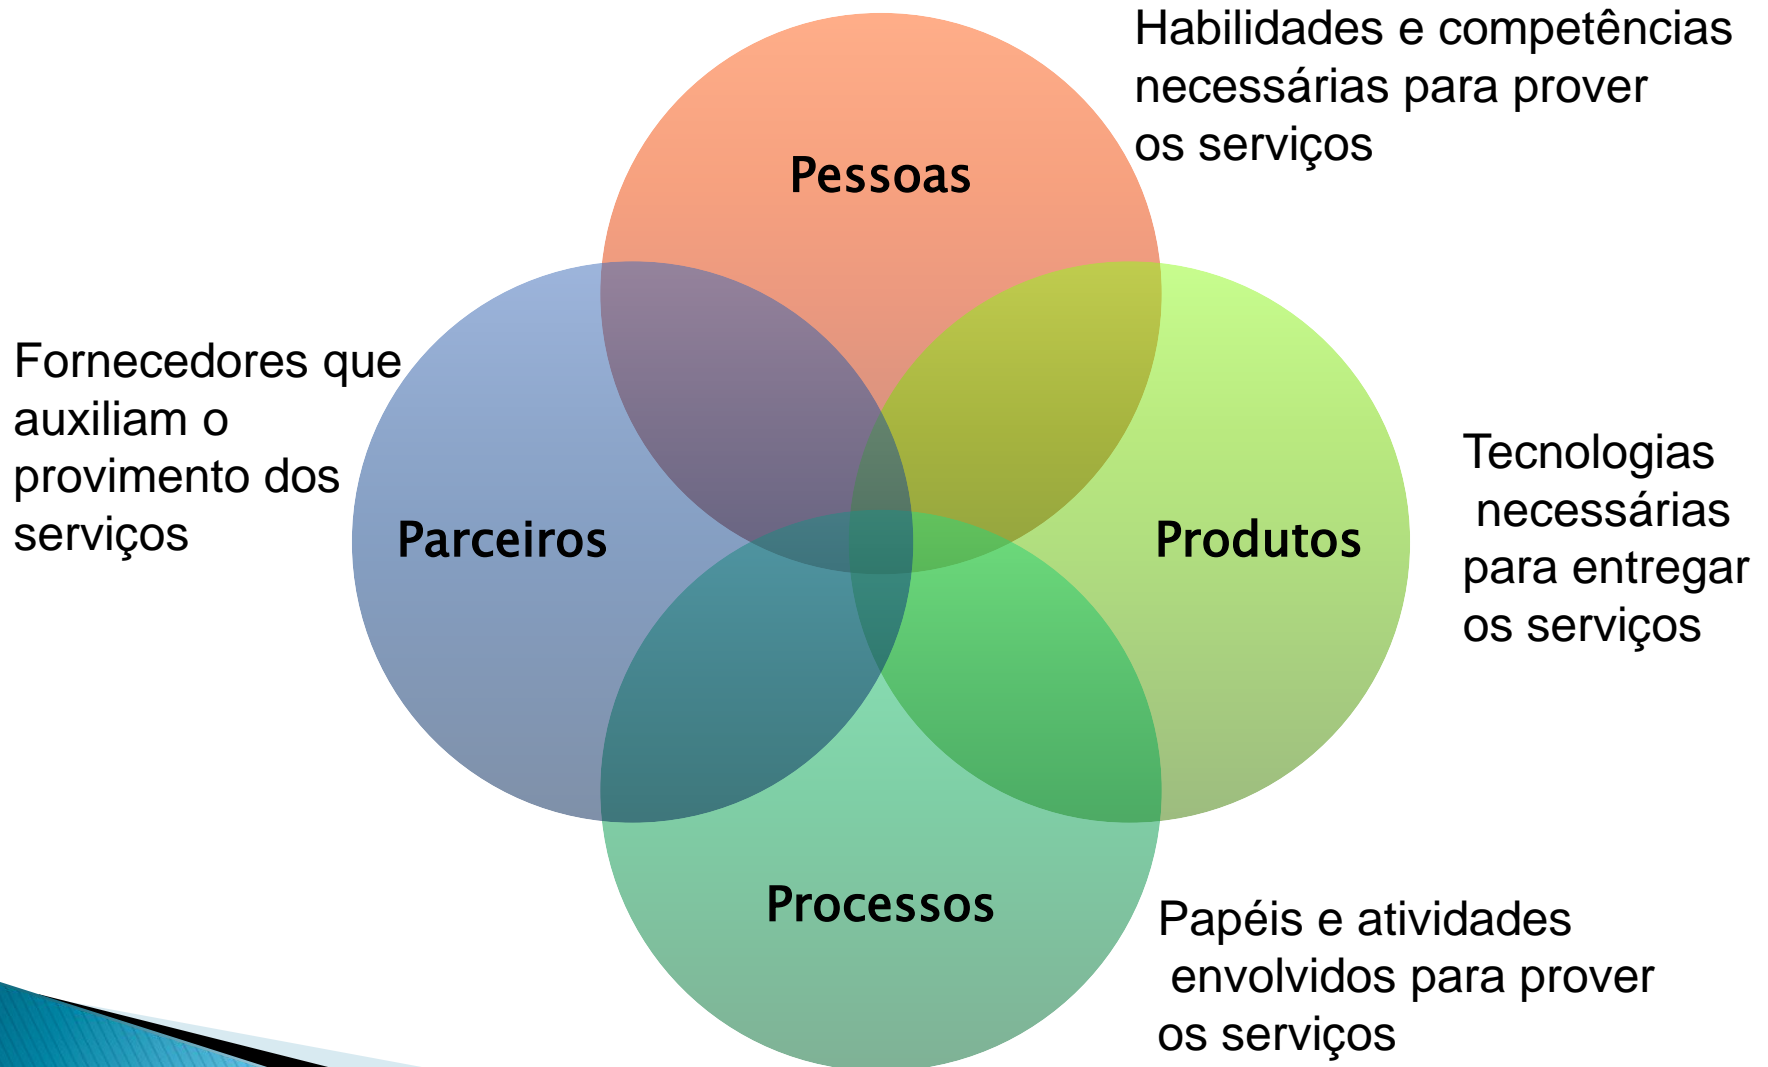 Habilidades e competências
necessárias para prover
os serviços
Pessoas
Fornecedores que
auxiliam o
provimento dos
serviços
Parceiros
Produtos
Tecnologias
necessárias
para entregar
os serviços
Processos
Papéis e atividades
envolvidos para prover
os serviços